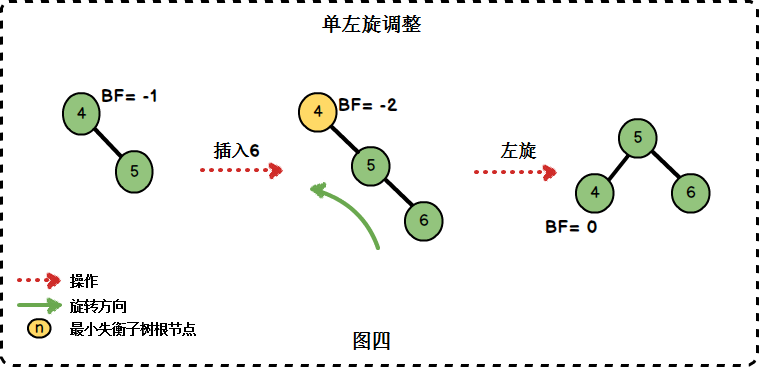 单左旋调整
4
BF= -1
5
插入6
4
BF= -2
5
6
左旋
5
4
6
BF= 0
操作
旋转方向
n
最小失衡子树根节点
图四